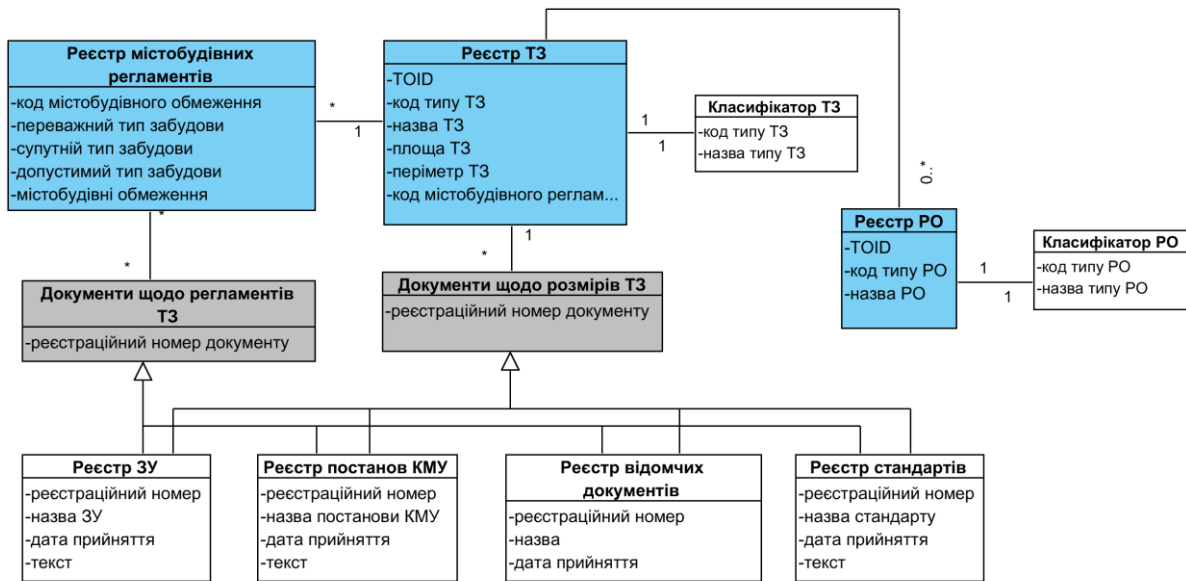 Реєстр містобудівних
регламентів
-код містобудівного обмеження
-переважний тип забудови
-супутній тип забудови
-допустимий тип забудови
-містобудівні обмеження
*
1
Реєстр ТЗ
-TOID
-код типу ТЗ
-назва ТЗ
-площа ТЗ
-періметр ТЗ
-код містобудівного реглам...
1
1
Класифікатор ТЗ
-код типу ТЗ
-назва типу ТЗ
0..*
Реєстр РО
-TOID
-код типу РО
-назва РО
1
1
Класифікатор РО
-код типу РО
-назва типу РО
*
*
1
*
Документи щодо регламентів
ТЗ
-реєстраційний номер документу
Документи щодо розмірів ТЗ
-реєстраційний номер документу
Реєстр ЗУ
-реєстраційний номер
-назва ЗУ
-дата прийняття
-текст
Реєстр постанов КМУ
-реєстраційний номер
-назва постанови КМУ
-дата прийняття
-текст
Реєстр відомчих
документів
-реєстраційний номер
-назва
-дата прийняття
Реєстр стандартів
-реєстраційний номер
-назва стандарту
-дата прийняття
-текст